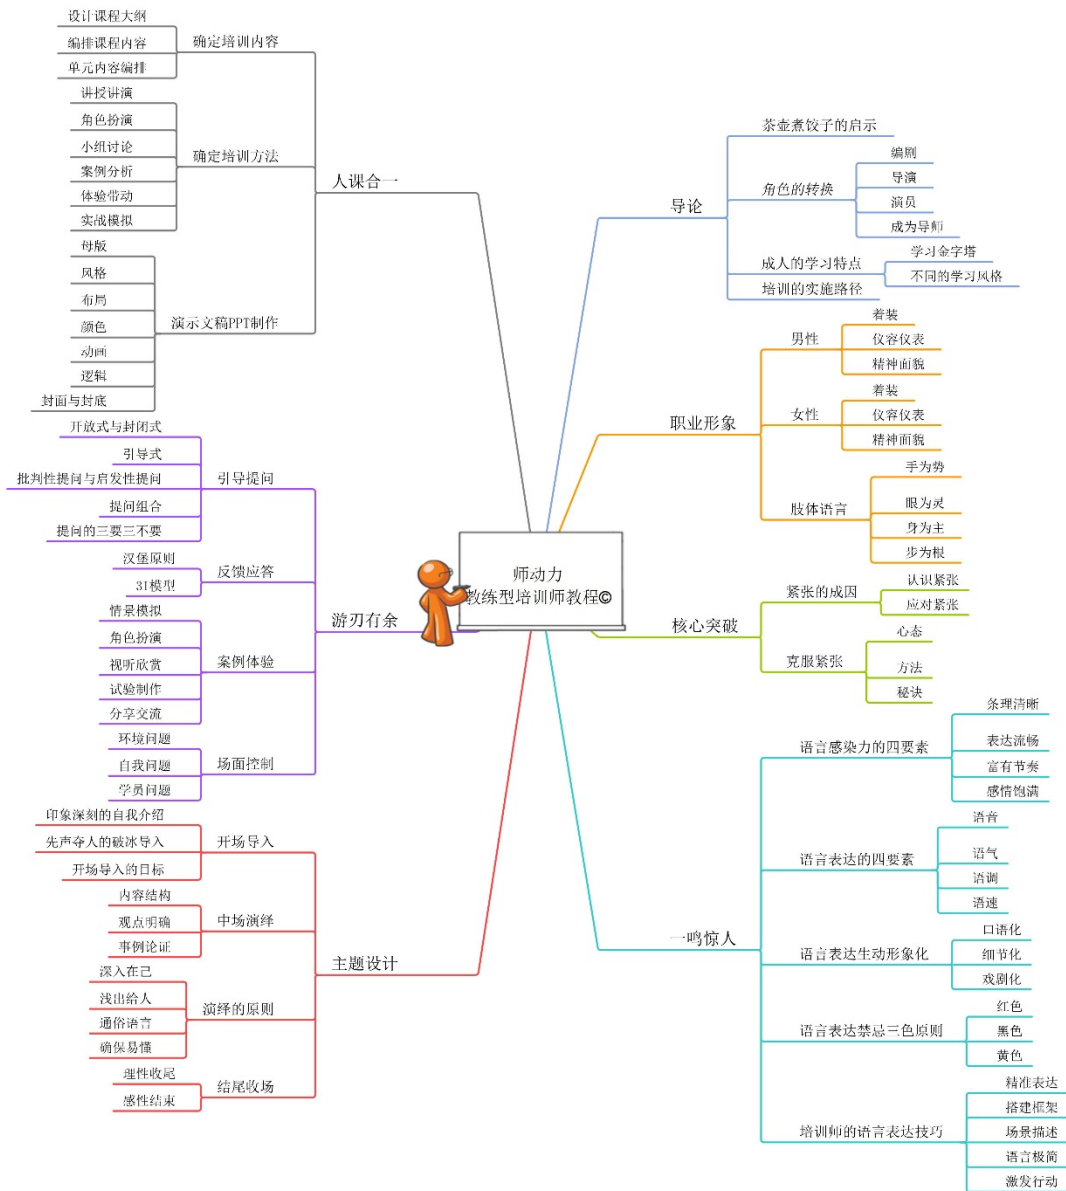 师动力
教练型培训师教程©
导论
茶壶煮饺子的启示
角色的转换
编剧
导演
演员
成为导师
成人的学习特点
学习金字塔
不同的学习风格
培训的实施路径
职业形象
男性
着装
仪容仪表
精神面貌
女性
着装
仪容仪表
精神面貌
肢体语言
手为势
眼为灵
身为主
步为根
核心突破
紧张的成因
认识紧张
应对紧张
克服紧张
心态
方法
秘诀
一鸣惊人
语言感染力的四要素
条理清晰
表达流畅
富有节奏
感情饱满
语言表达的四要素
语音
语气
语调
语速
语言表达生动形象化
口语化
细节化
戏剧化
语言表达禁忌三色原则
红色
黑色
黄色
培训师的语言表达技巧
精准表达
搭建框架
场景描述
语言极简
激发行动
人课合一
确定培训内容
设计课程大纲
编排课程内容
单元内容编排
确定培训方法
讲授讲演
角色扮演
小组讨论
案例分析
体验带动
实战模拟
演示文稿PPT制作
母版
风格
布局
颜色
动画
逻辑
封面与封底
游刃有余
引导提问
开放式与封闭式
引导式
批判性提问与启发性提问
提问组合
提问的三要三不要
反馈应答
汉堡原则
3I模型
案例体验
情景模拟
角色扮演
视听欣赏
试验制作
分享交流
场面控制
环境问题
自我问题
学员问题
主题设计
开场导入
印象深刻的自我介绍
先声夺人的破冰导入
开场导入的目标
中场演绎
内容结构
观点明确
事例论证
演绎的原则
深入在己
浅出给人
通俗语言
确保易懂
结尾收场
理性收尾
感性结束